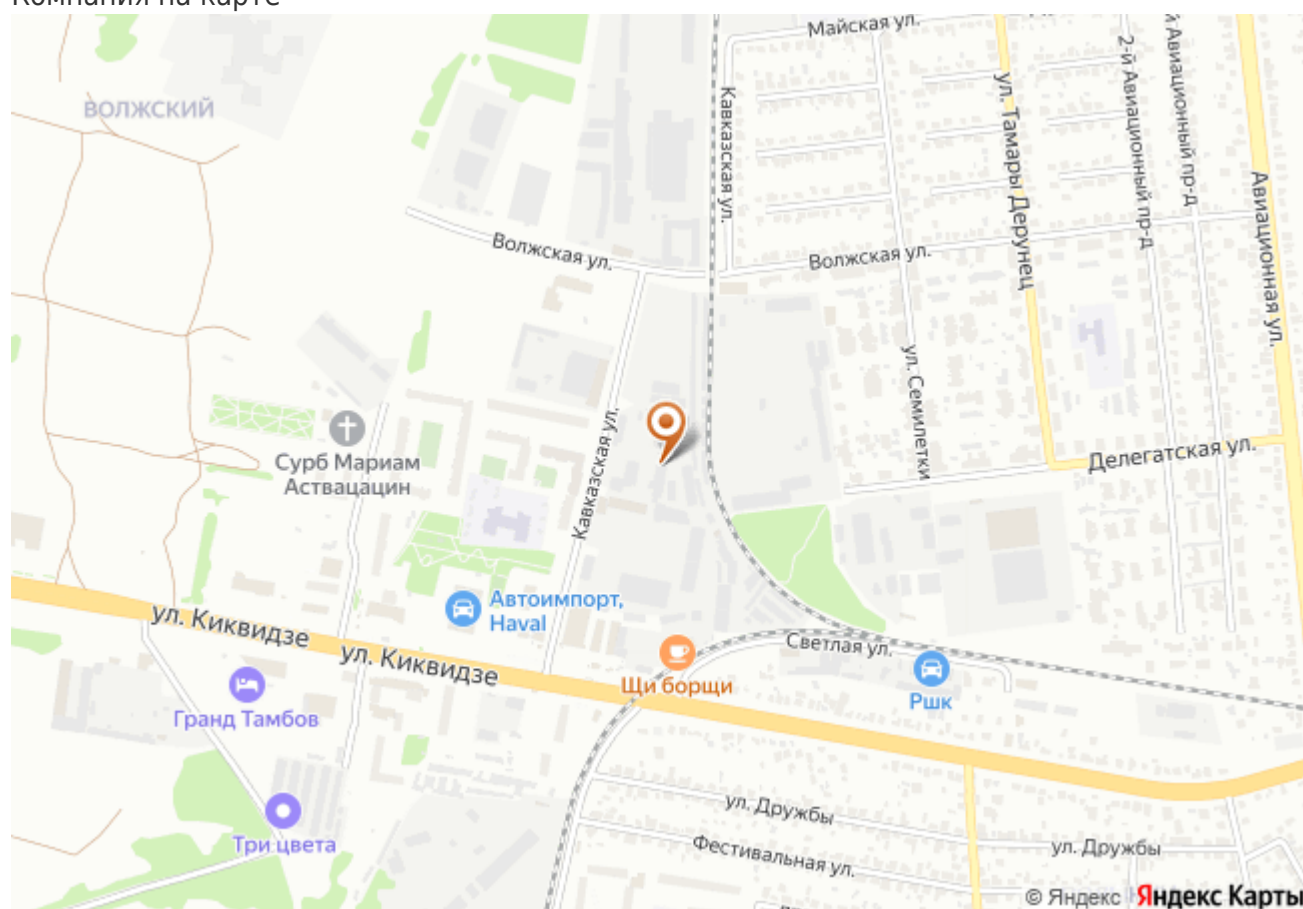 Компания на карте
Майская ул.
ВОЛЖСКИЙ
Кавказская ул.
ул. Тамары Дерунец
2-й Авиационный пр-д
й Авиационный пр-д
Авиационная ул.
Волжская ул.
Волжская ул.
ул. Семилетки
Сурб Мариам
Аствацацин
Кавказская ул.
Делегатская ул.
Автоимпорт,
Haval
ул. Киквидзе
ул. Киквидзе
Светлая ул.
Щи борщи
Ршк
Гранд Тамбов
Три цвета
ул. Дружбы
Фестивальная ул.
ул. Дружбы
© Яндекс
Яндекс Карты